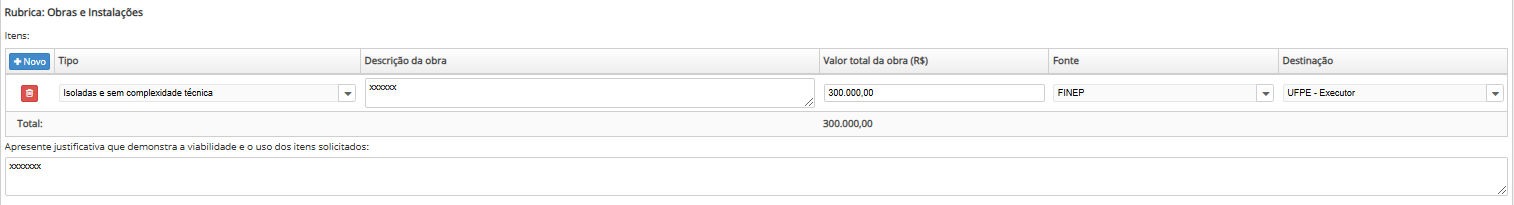 Rubrica: Obras e Instalações
Itens:
+ Novo Tipo Descrição da obra Valor total da obra (R$) Fonte Destinação
Isoladas e sem complexidade técnica xxxxxx 300.000,00 FINEP UFPE - Executor
Total: 300.000,00
Apresente justificativa que demonstra a viabilidade e o uso dos itens solicitados:
xxxxxxx